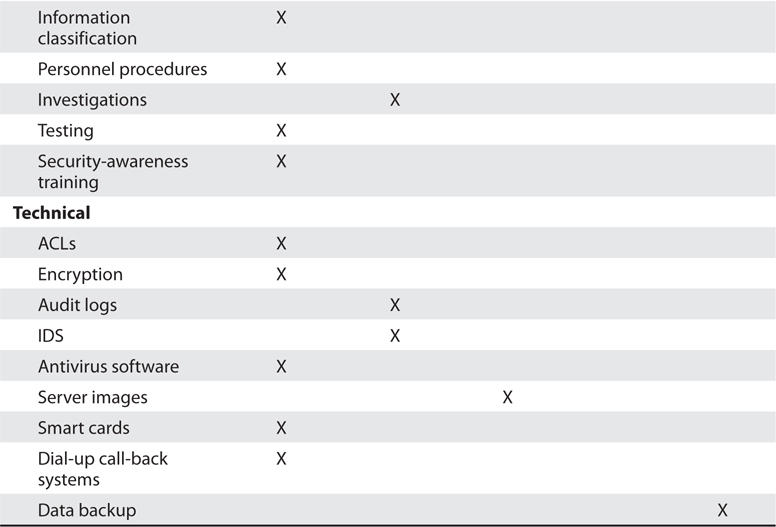 Information X
classification
Personnel procedures X
Investigations X
Testing X
Security-awareness X
training
Technical
ACLs X
Encryption X
Audit logs X
IDS X
Antivirus software X
Server images X
Smart cards X
Dial-up call-back X
systems
Data backup X